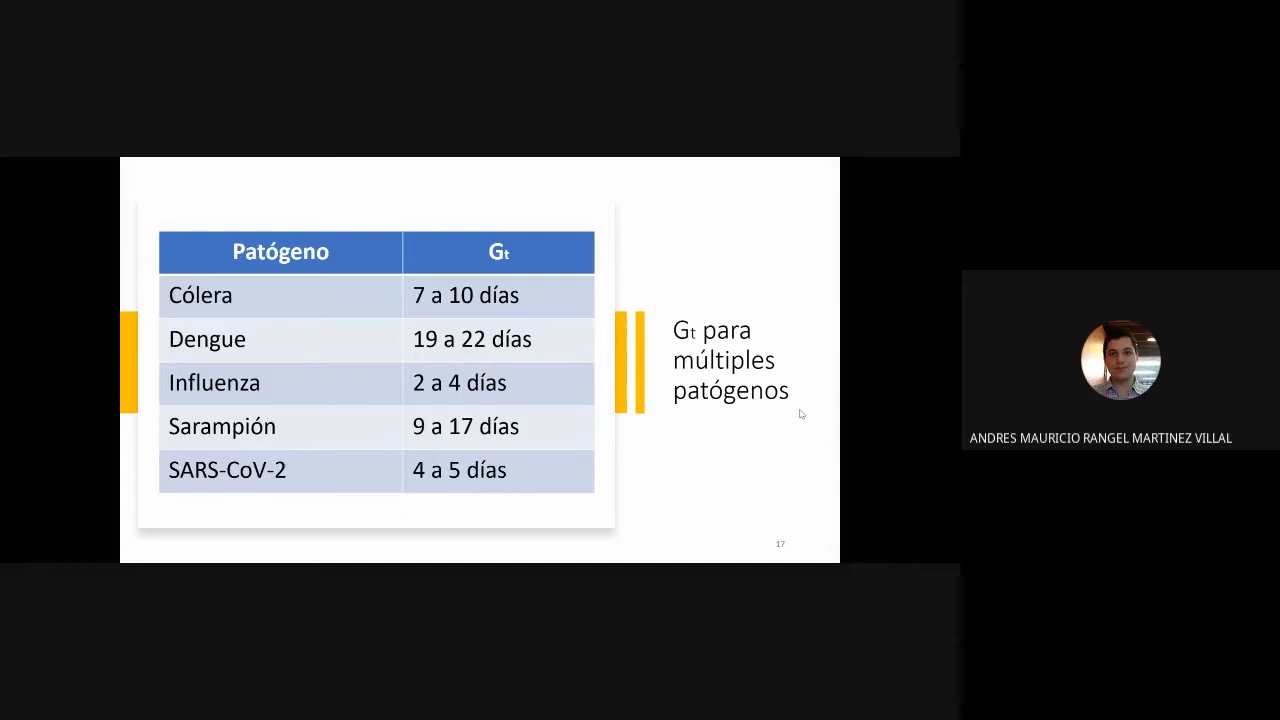 Patógeno Gt
Cólera 7 a 10 días
Dengue 19 a 22 días
Influenza 2 a 4 días
Sarampión 9 a 17 días
SARS-CoV-2 4 a 5 días
Gt para
múltiples
patógenos
17
ANDRES MAURICIO RANGEL MARTINEZ VILLAL